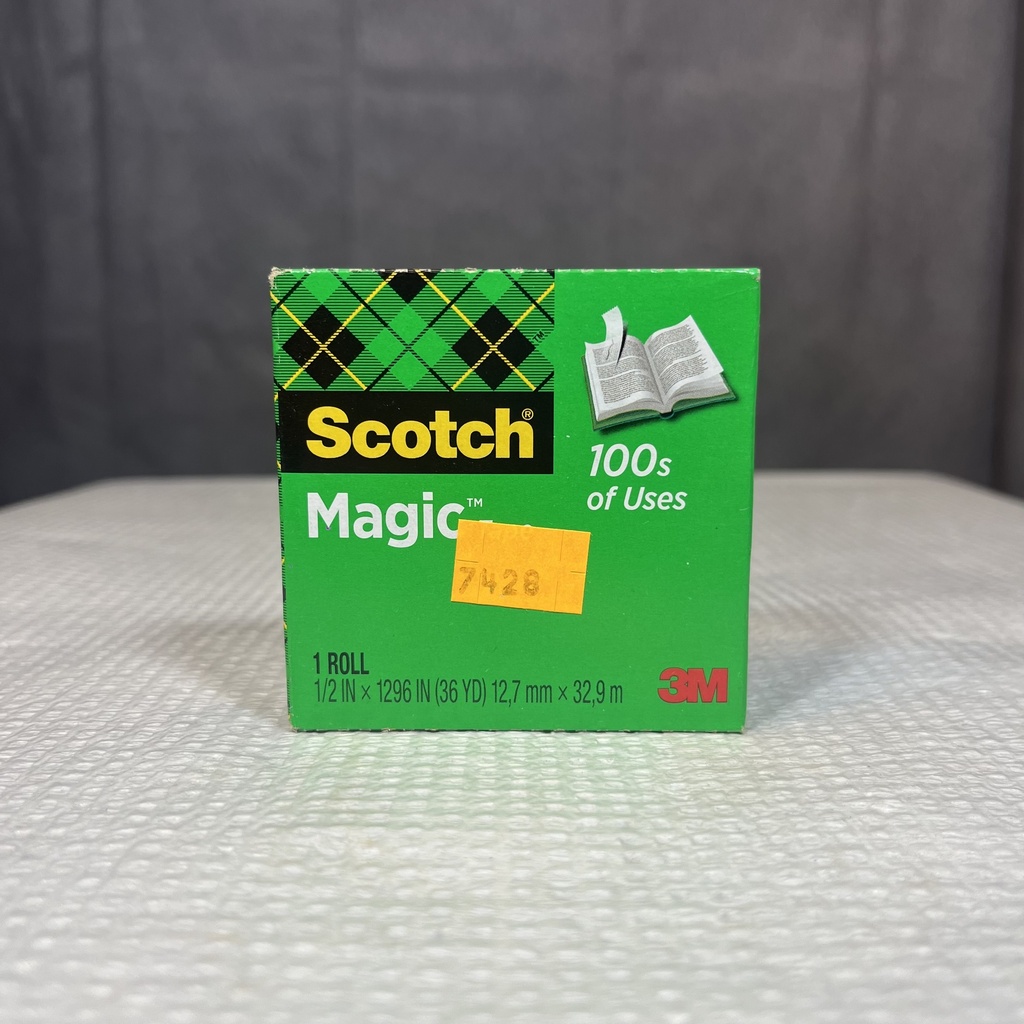 Scotch®
Magic™
100s
of Uses
7428
1 ROLL
1/2 IN × 1296 IN (36 YD) 12,7 mm × 32,9 m
3M